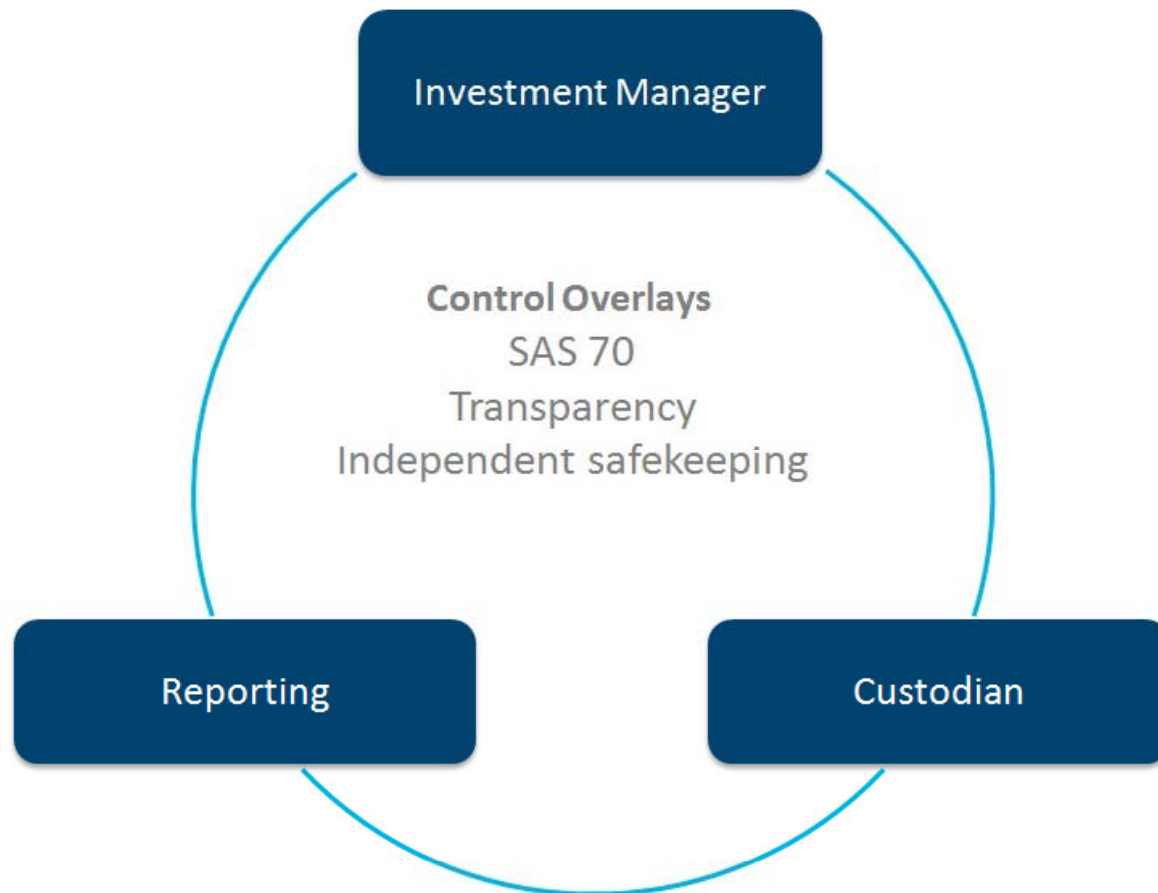 Investment Manager
Control Overlays
SAS 70
Transparency
Independent safekeeping
Reporting
Custodian